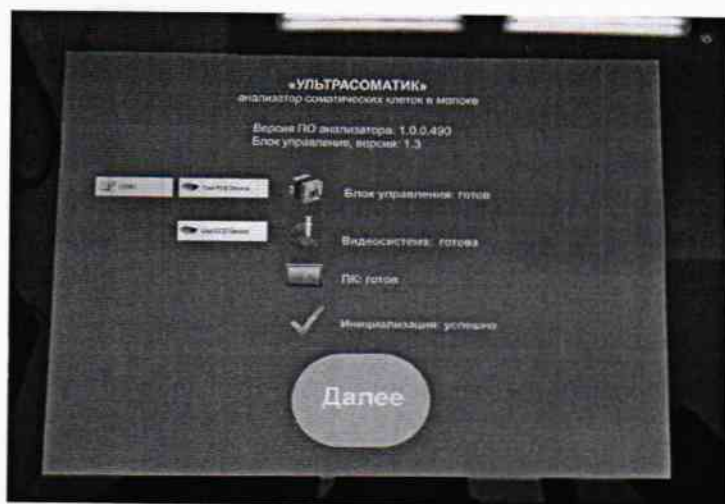 «УЛЬТРАСОМАТИК»
анализатор соматических клеток в молоке
Версия ПО анализатора: 1.0.0.490
Блок управление, версия: 1.3
Блок управления: готов
Видеосистема: готова
ПК: готов
Инициализация: успешно
Далее